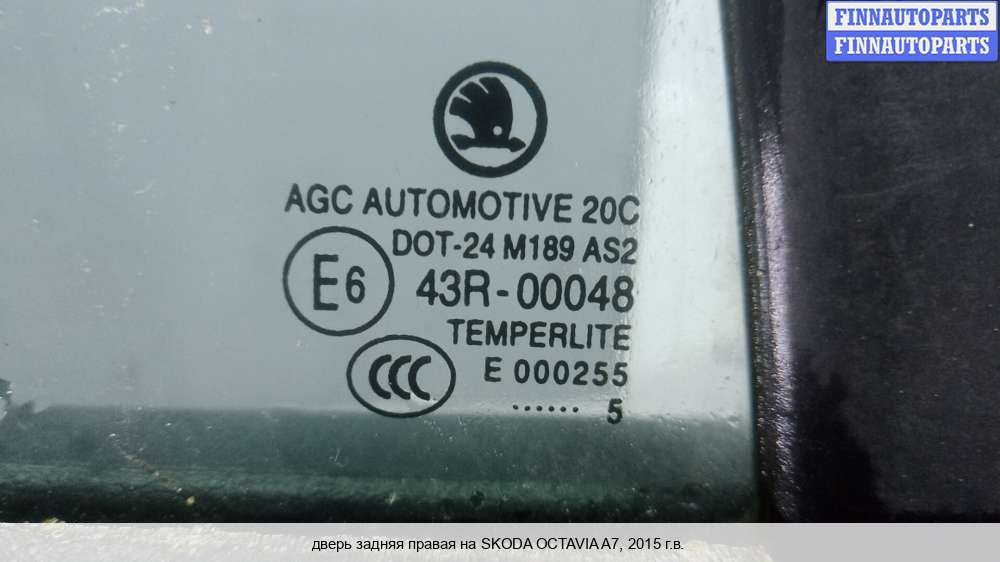 FINNAUTOPARTS
FINNAUTOPARTS
AGC AUTOMOTIVE 20C
DOT-24 M189 AS2
E6 43R-00048
TEMPERLITE
CCC E 000255
...... 5
дверь задняя правая на SKODA OCTAVIA A7, 2015 г.в.